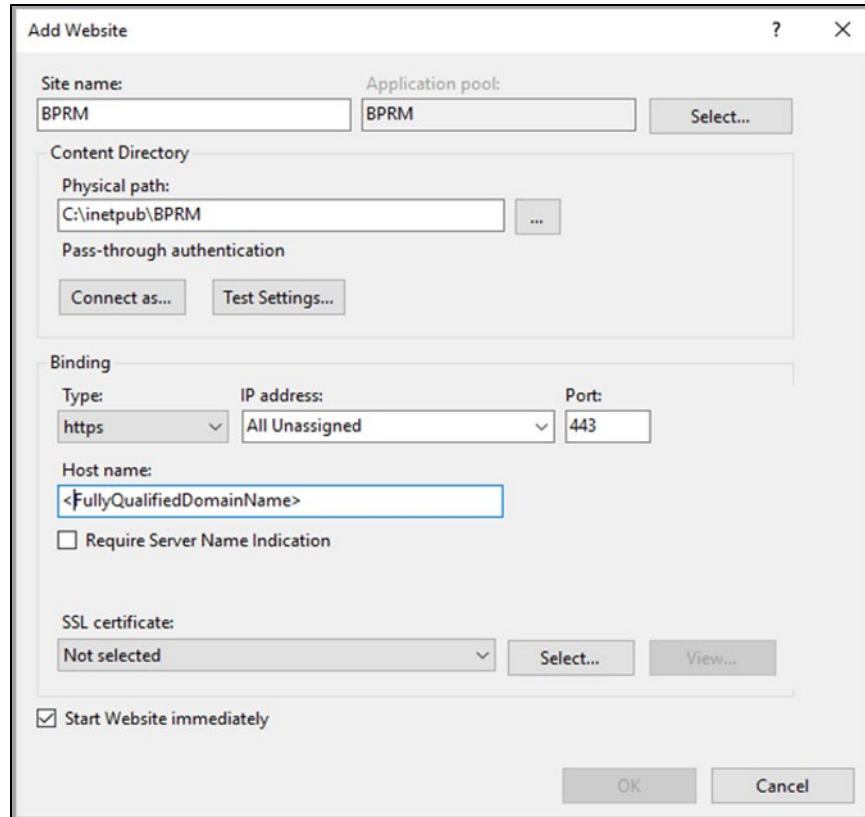 Add Website ? ×
Site name: Application pool:
BPRM BPRM Select...
Content Directory
Physical path:
C:\inetpub\BPRM ...
Pass-through authentication
Connect as... Test Settings...
Binding
Type: IP address: Port:
https All Unassigned 443
Host name:
<FullyQualifiedDomainName>
Require Server Name Indication
SSL certificate:
Not selected Select... View...
Start Website immediately
OK Cancel